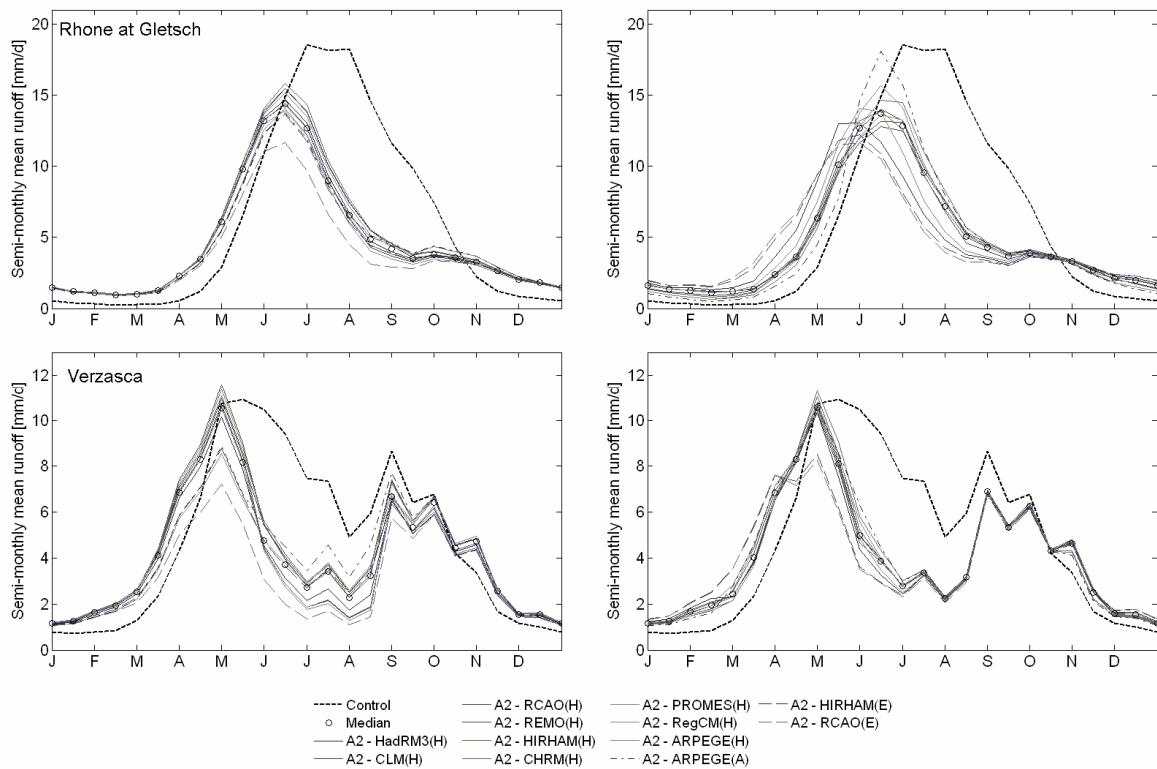 Rhone at Gletsch
Semi-monthly mean runoff [mm/d]
20
15
10
5
0
J F M A M J J A S O N D
Semi-monthly mean runoff [mm/d]
20
15
10
5
0
J F M A M J J A S O N D
Verzasca
Semi-monthly mean runoff [mm/d]
12
10
8
6
4
2
0
J F M A M J J A S O N D
Semi-monthly mean runoff [mm/d]
12
10
8
6
4
2
0
J F M A M J J A S O N D
Control
Median
A2 - HadRM3(H)
A2 - CLM(H)
A2 - RCAO(H)
A2 - REMO(H)
A2 - HIRHAM(H)
A2 - CHRM(H)
A2 - PROMES(H)
A2 - RegCM(H)
A2 - ARPEGE(H)
A2 - ARPEGE(A)
A2 - HIRHAM(E)
A2 - RCAO(E)